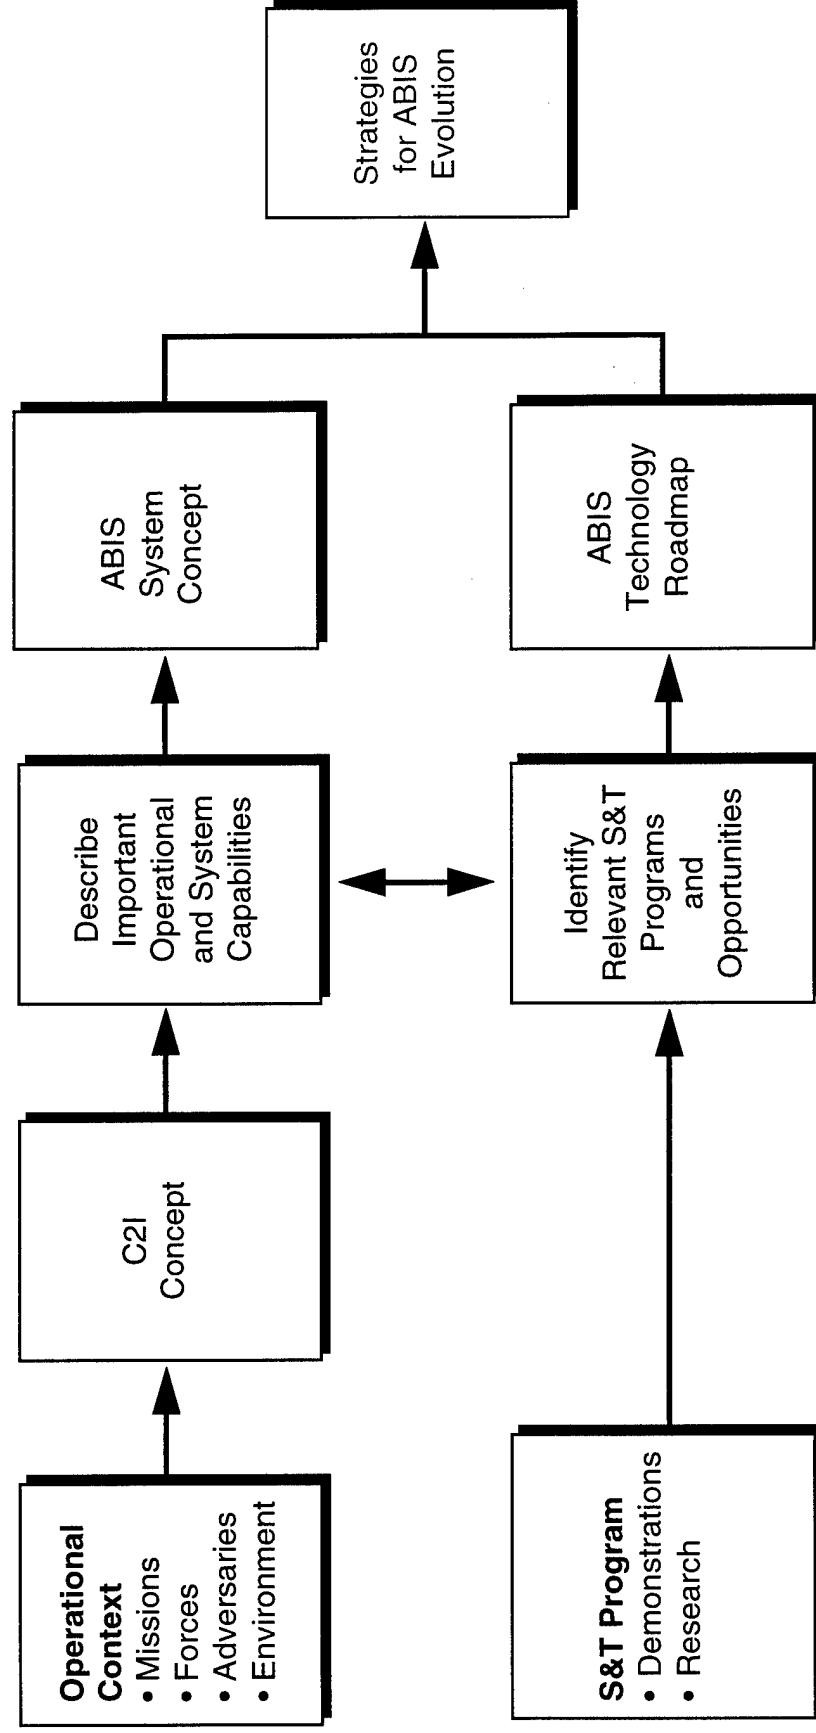 Operational
Context
• Missions
• Forces
• Adversaries
• Environment
C2I
Concept
Describe
Important
Operational
and System
Capabilities
ABIS
System
Concept
S&T Program
• Demonstrations
• Research
Identify
Relevant S&T
Programs
and
Opportunities
ABIS
Technology
Roadmap
Strategies
for ABIS
Evolution